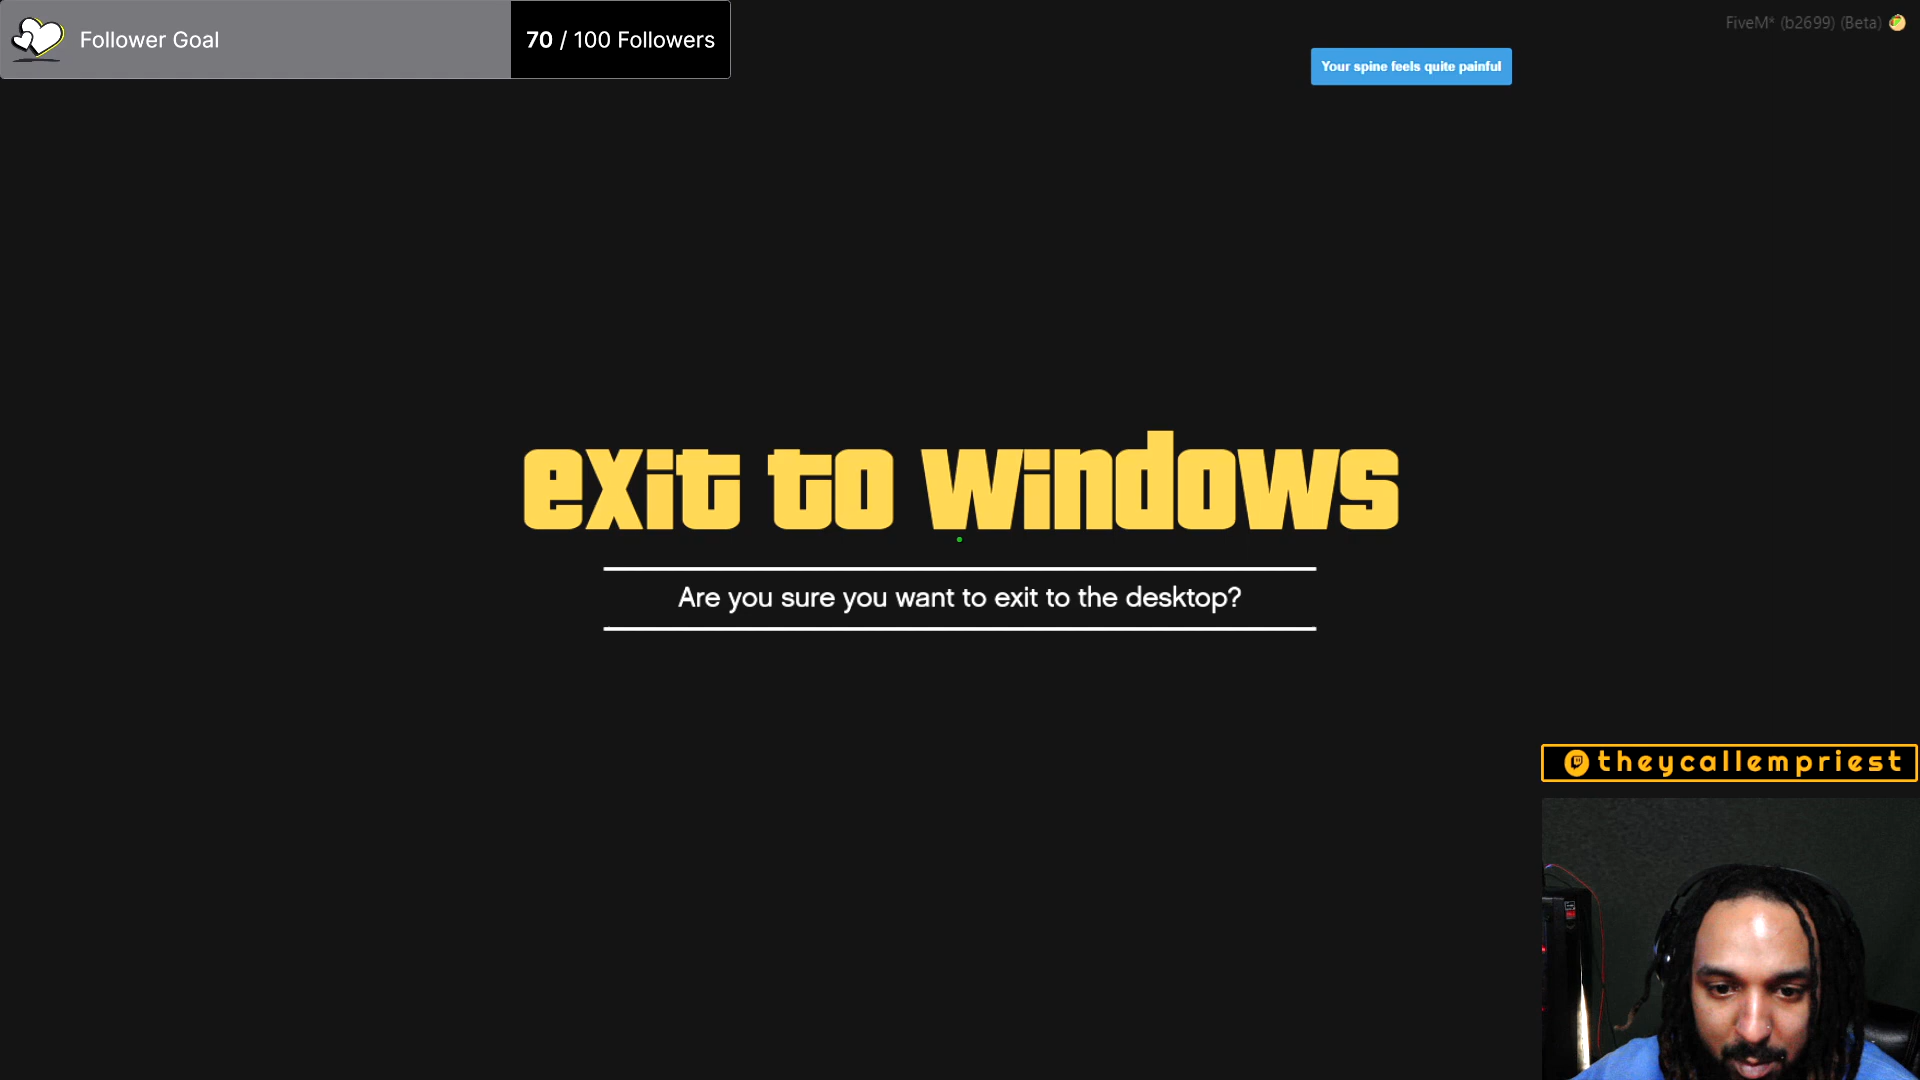 Follower Goal
70 / 100 Followers
FiveM* (b2699) (Beta)
Your spine feels quite painful
exit to windows
Are you sure you want to exit to the desktop?
theycallempriest